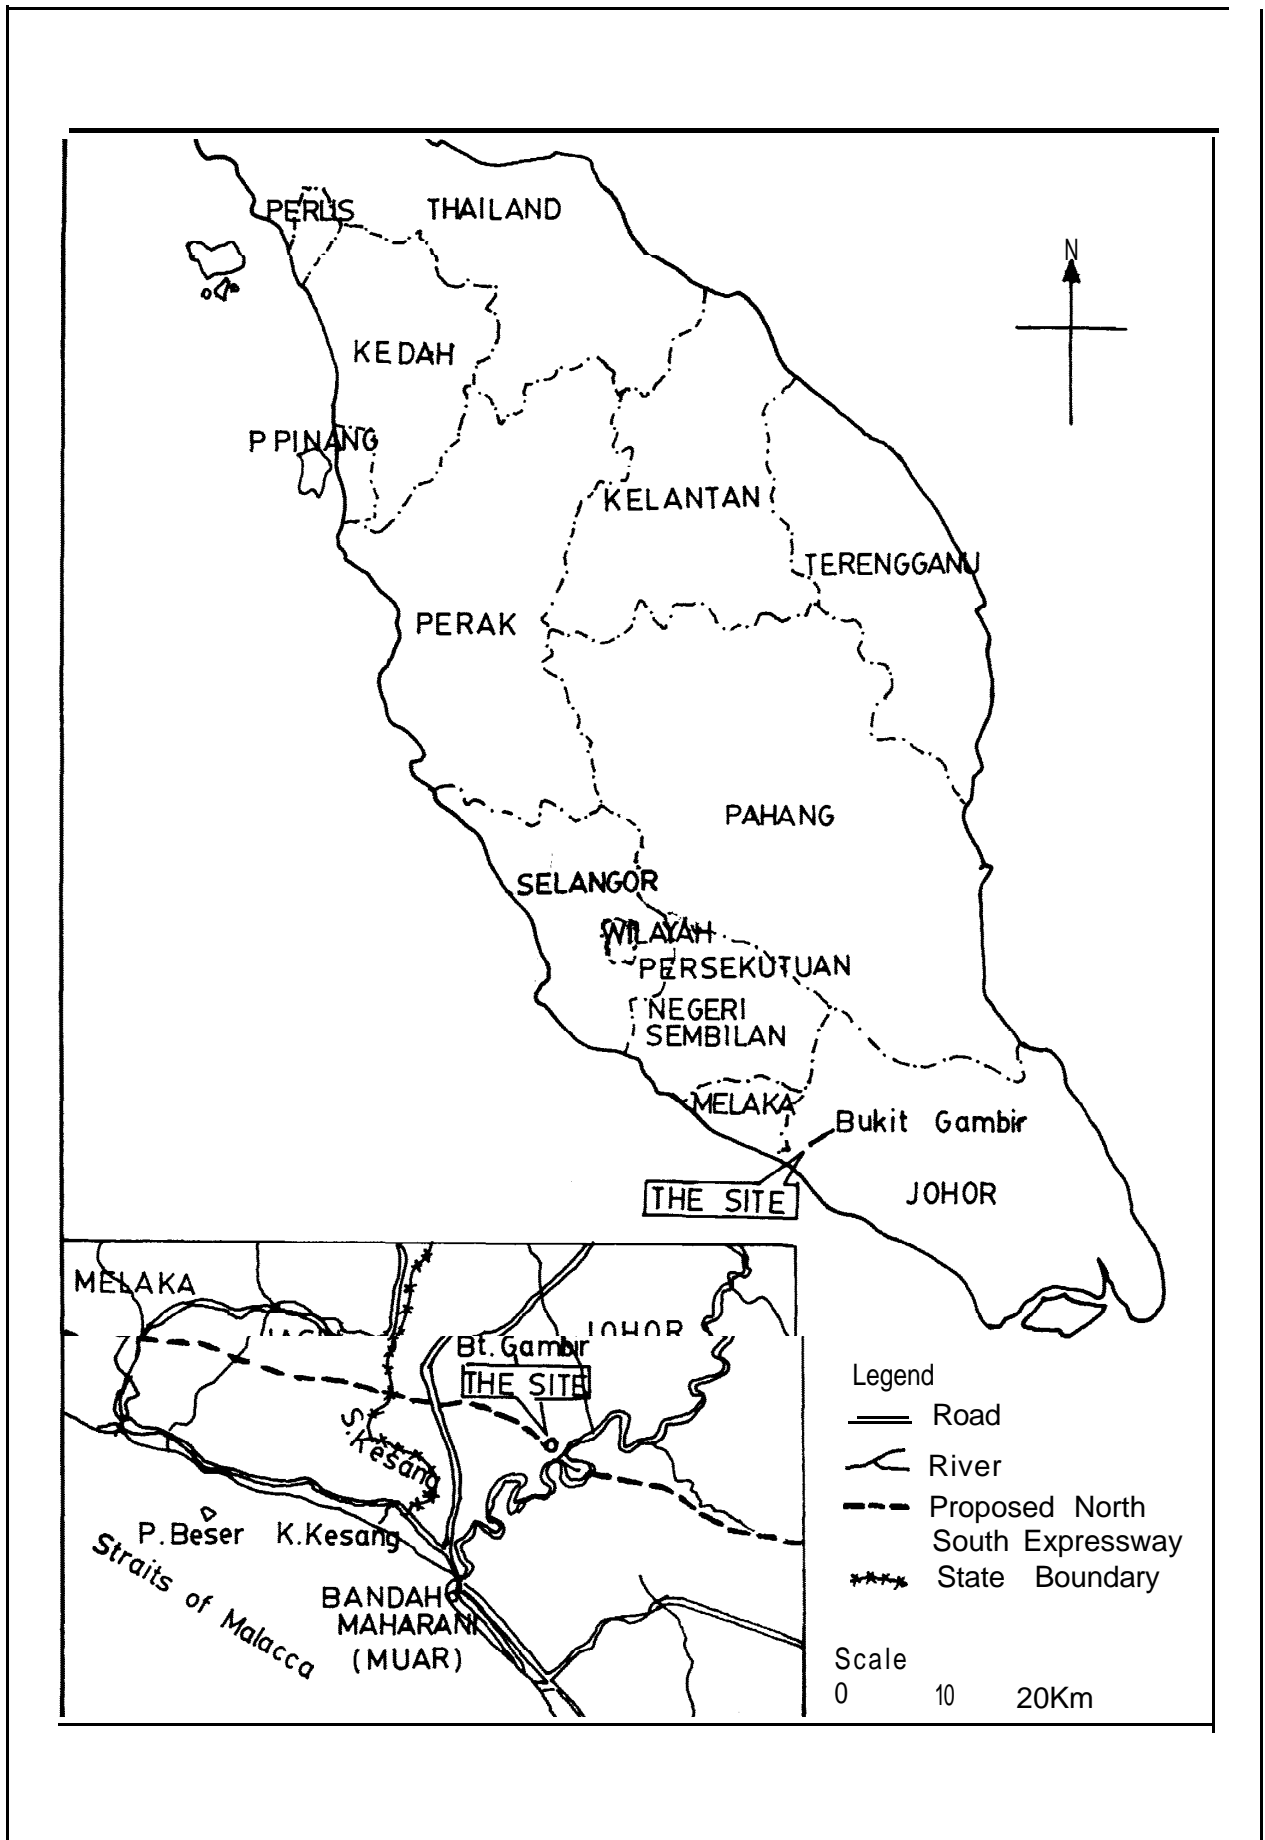 PERLIS
THAILAND
N
KEDAH
P PINANG
KELANTAN
TERENGGANU
PERAK
PAHANG
SELANGOR
WILAYAH
PERSEKUTUAN
NEGERI
SEMBILAN
MELAKA
Bukit Gambir
THE SITE
JOHOR
MELAKA
JOHOR
Bt. Gambir
THE SITE
S. Kesang
P. Beser
K. Kesang
Straits of Malacca
BANDAH
MAHARANI
(MUAR)
Legend
Road
River
Proposed North
South Expressway
State Boundary
Scale
0 10 20Km